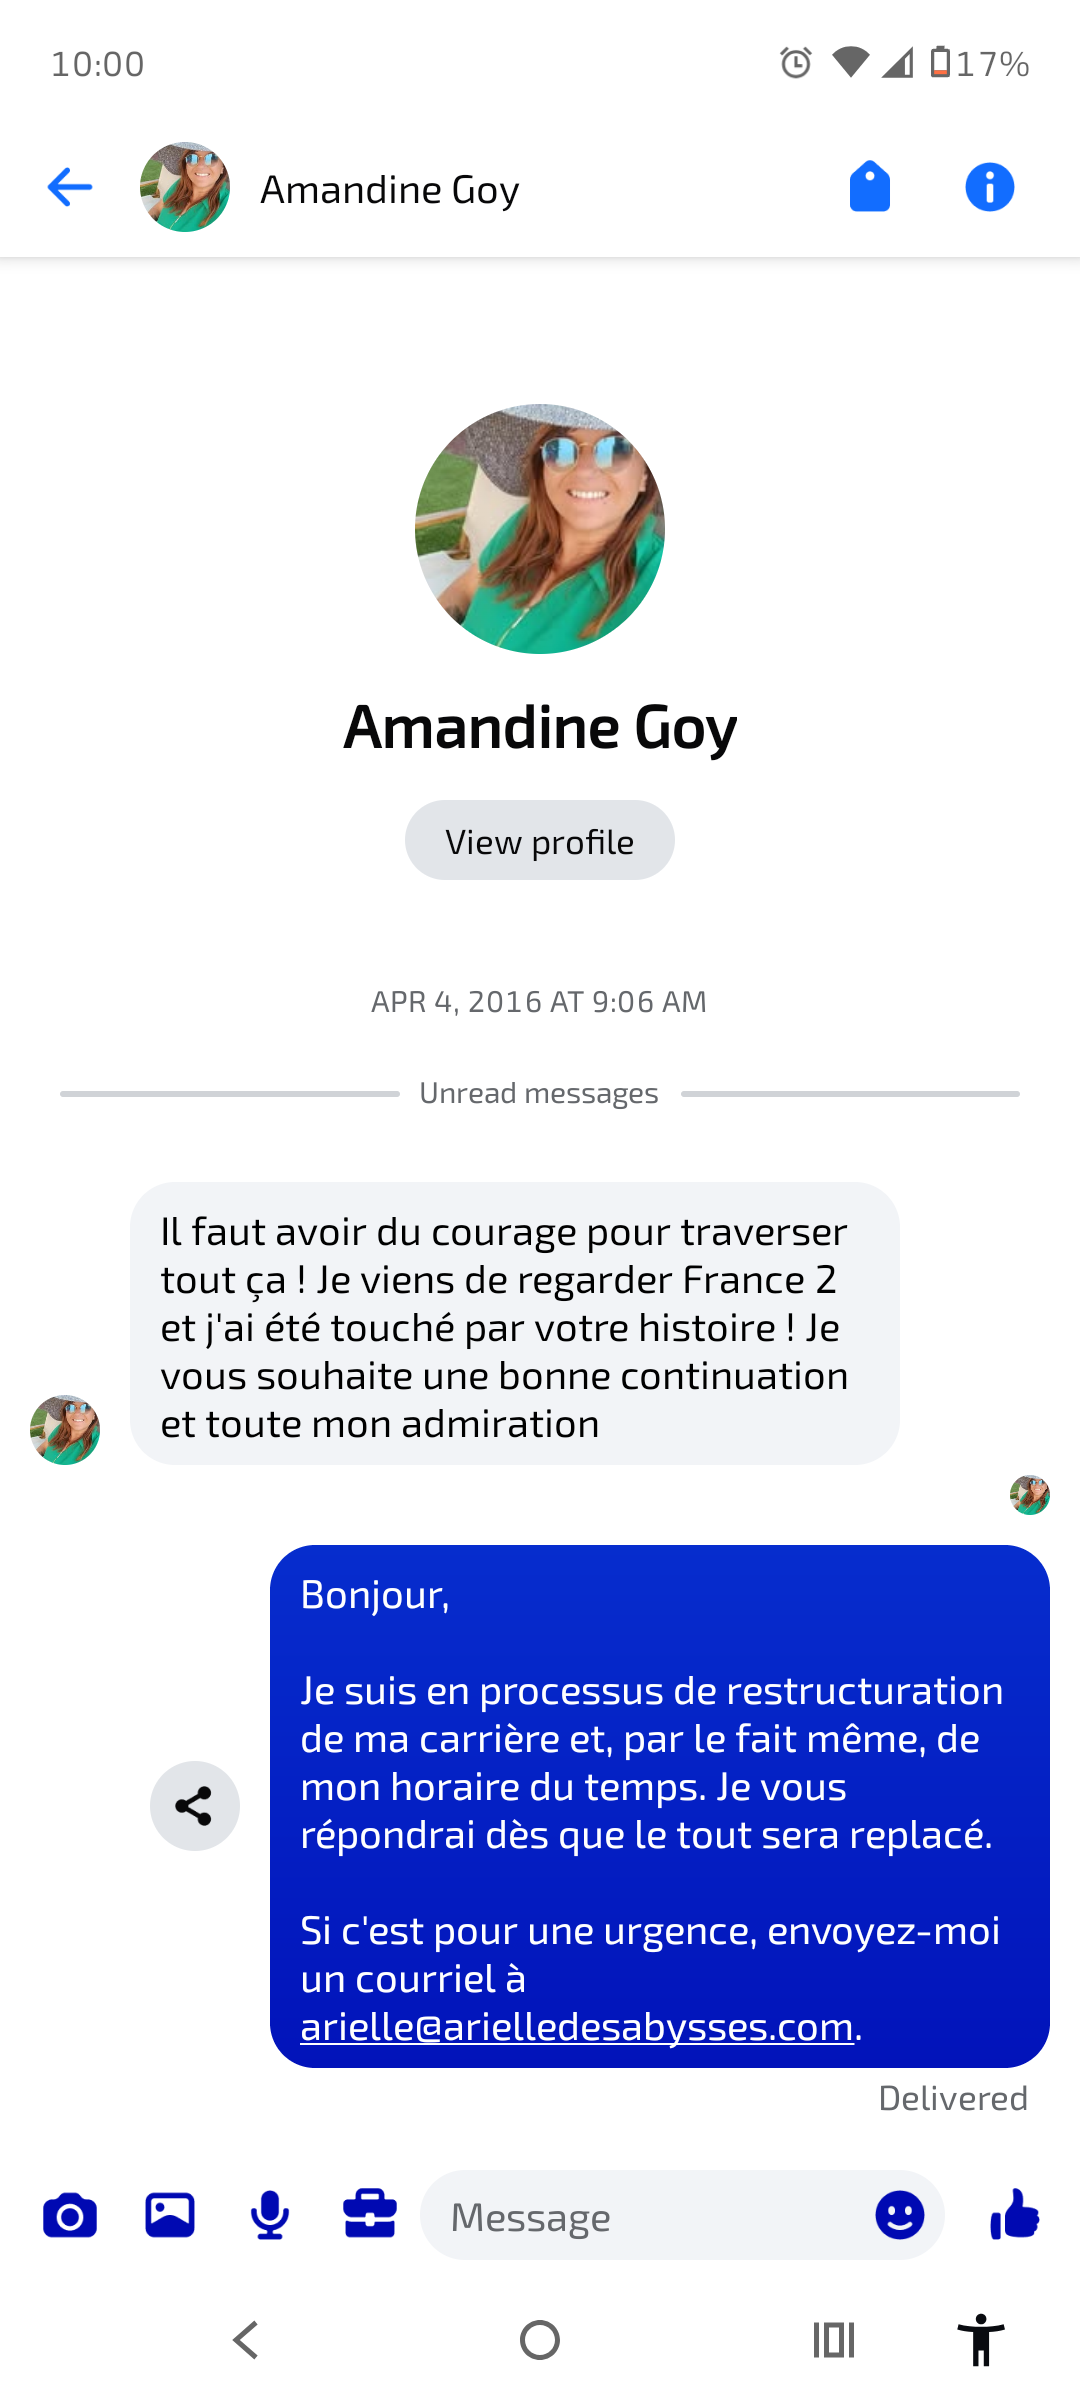 10:00
17%
Amandine Goy
Amandine Goy
View profile
APR 4, 2016 AT 9:06 AM
Unread messages
Il faut avoir du courage pour traverser
tout ça ! Je viens de regarder France 2
et j'ai été touché par votre histoire ! Je
vous souhaite une bonne continuation
et toute mon admiration
Bonjour,
Je suis en processus de restructuration
de ma carrière et, par le fait même, de
mon horaire du temps. Je vous
répondrai dès que le tout sera replacé.
Si c'est pour une urgence, envoyez-moi
un courriel à
arielle@arielledesabysses.com.
Delivered
Message